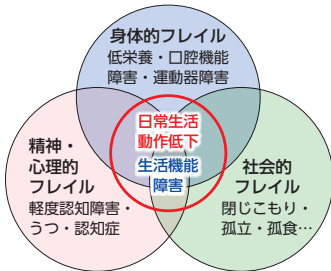 身体的フレイル
低栄養・口腔機能
障害・運動器障害
日常生活
動作低下
生活機能
障害
精神・
心理的
フレイル
軽度認知障害・
うつ・認知症
社会的
フレイル
閉じこもり・
孤立・孤食…